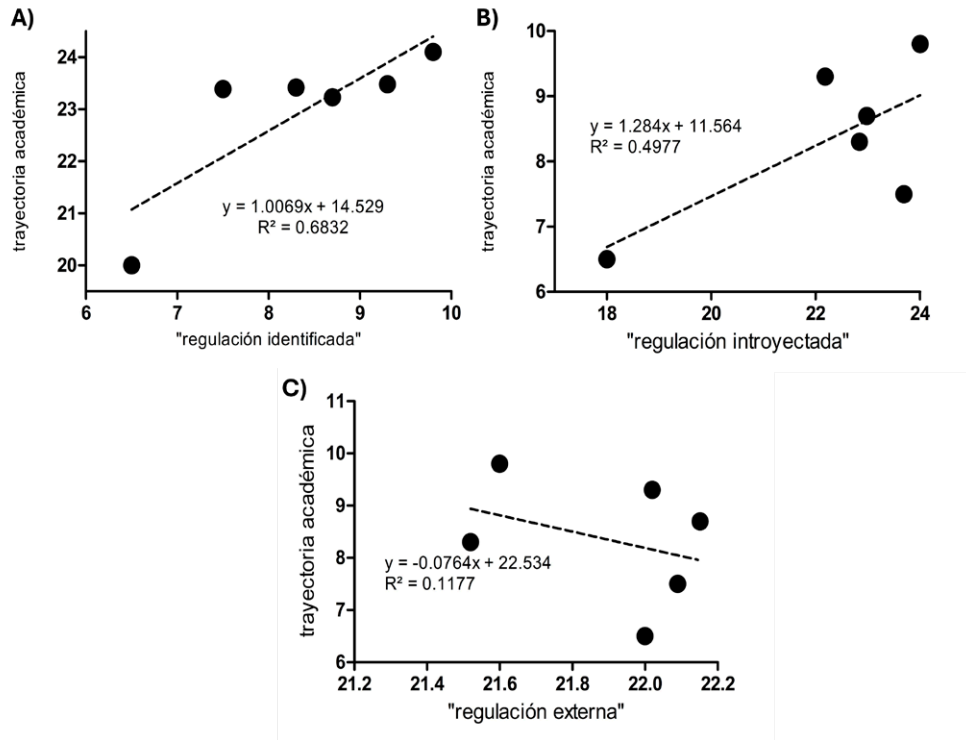 A)
trayectoria académica
24
23
22
21
20
y = 1.0069x + 14.529
R² = 0.6832
6 7 8 9 10
"regulación identificada"
B)
trayectoria académica
10
9
8
7
6
y = 1.284x + 11.564
R² = 0.4977
18 20 22 24
"regulación introyectada"
C)
trayectoria académica
11
10
9
8
7
6
y = -0.0764x + 22.534
R² = 0.1177
21.2 21.4 21.6 21.8 22.0 22.2
"regulación externa"